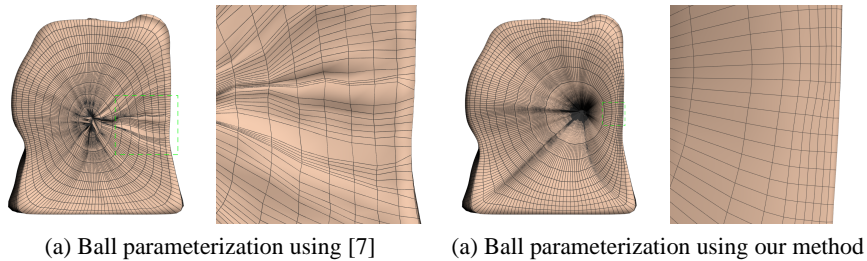 (a) Ball parameterization using [7]
(a) Ball parameterization using our method